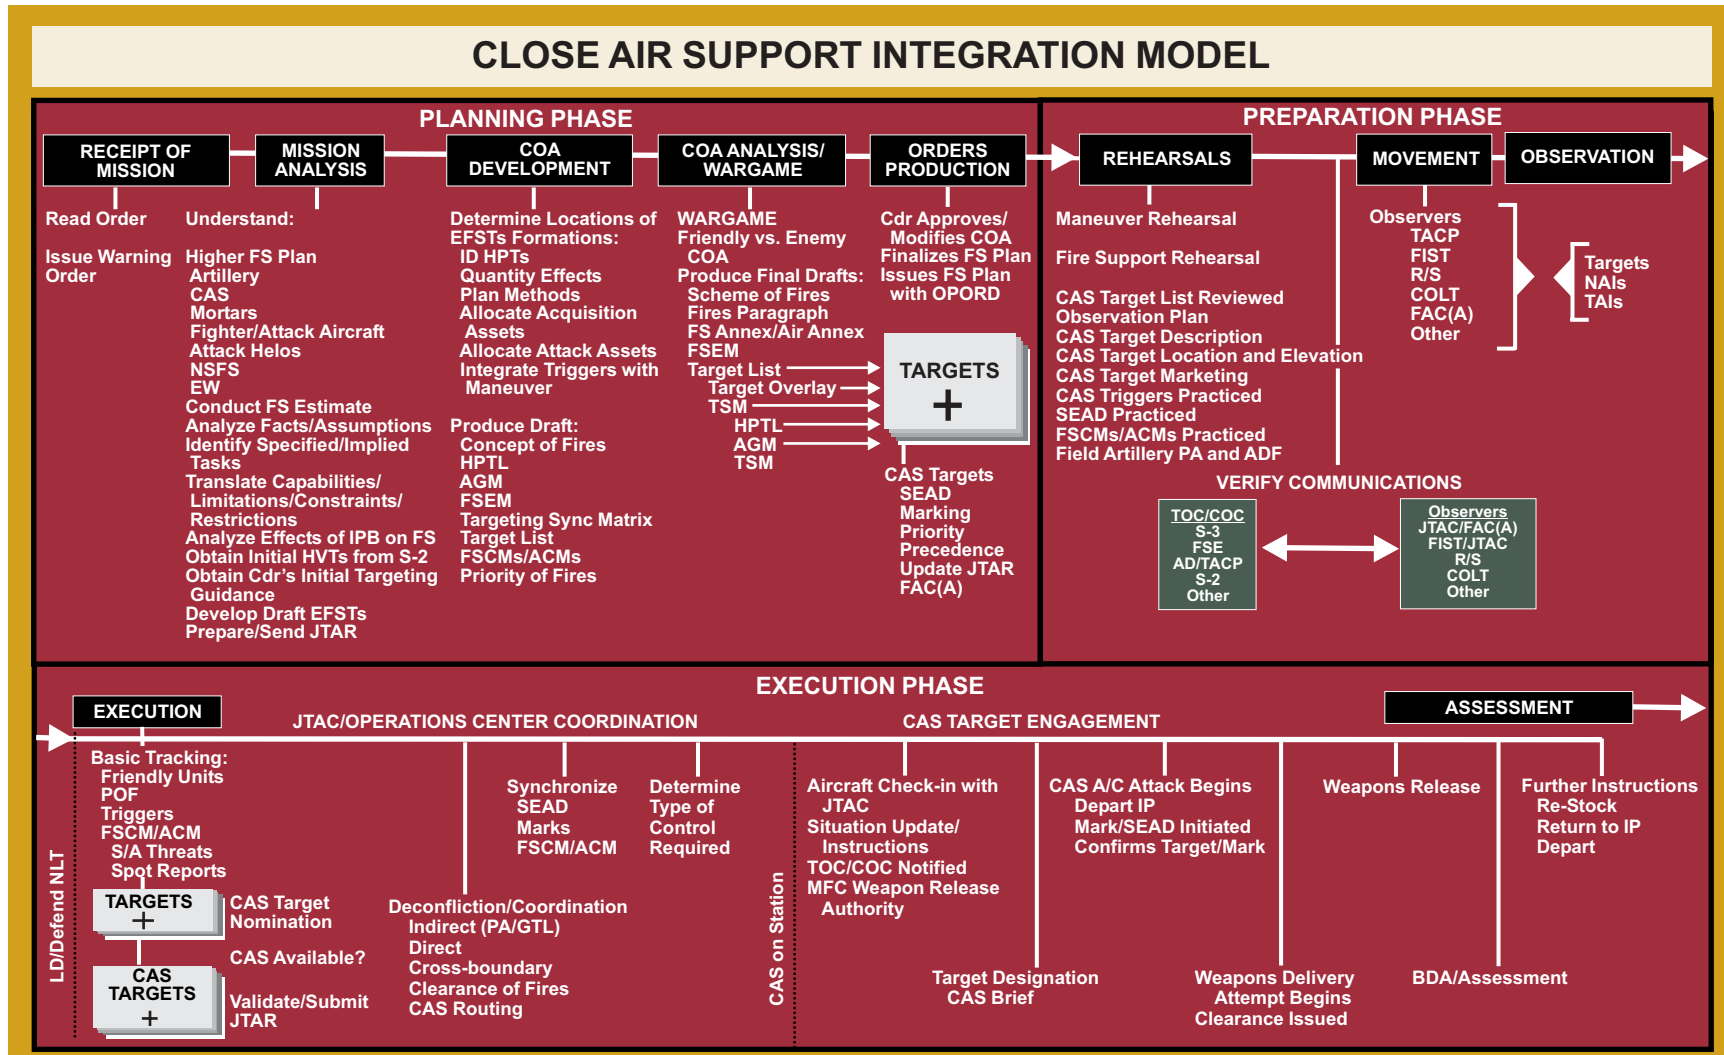 CLOSE AIR SUPPORT INTEGRATION MODEL
PLANNING PHASE
RECEIPT OF
MISSION
Read Order
Issue Warning
Order
MISSION
ANALYSIS
Understand:
Higher FS Plan
Artillery
CAS
Mortars
Fighter/Attack Aircraft
Attack Helos
NSFS
EW
Conduct FS Estimate
Analyze Facts/Assumptions
Identify Specified/Implied
Tasks
Translate Capabilities/
Limitations/Constraints/
Restrictions
Analyze Effects of IPB on FS
Obtain Initial HVTs from S-2
Obtain Cdr's Initial Targeting
Guidance
Develop Draft EFSTs
Prepare/Send JTAR
COA
DEVELOPMENT
Determine Locations of
EFSTs Formations:
ID HPTs
Quantity Effects
Plan Methods
Allocate Acquisition
Assets
Allocate Attack Assets
Integrate Triggers with
Maneuver
Produce Draft:
Concept of Fires
HPTL
AGM
FSEM
Targeting Sync Matrix
Target List
FSCMs/ACMs
Priority of Fires
COA ANALYSIS/
WARGAME
WARGAME
Friendly vs. Enemy
COA
Produce Final Drafts:
Scheme of Fires
Fires Paragraph
FS Annex/Air Annex
FSEM
Target List
Target Overlay
TSM
HPTL
AGM
TSM
ORDERS
PRODUCTION
Cdr Approves/
Modifies COA
Finalizes FS Plan
Issues FS Plan
with OPORD
TARGETS
+
CAS Targets
SEAD
Marking
Priority
Precedence
Update JTAR
FAC(A)
PREPARATION PHASE
REHEARSALS
Maneuver Rehearsal
Fire Support Rehearsal
CAS Target List Reviewed
Observation Plan
CAS Target Description
CAS Target Location and Elevation
CAS Target Marketing
CAS Triggers Practiced
SEAD Practiced
FSCMs/ACMs Practiced
Field Artillery PA and ADF
MOVEMENT
Observers
TACP
FIST
R/S
COLT
FAC(A)
Other
OBSERVATION
Targets
NAIs
TAIs
VERIFY COMMUNICATIONS
TOC/COC
S-3
FSE
AD/TACP
S-2
Other
Observers
JTAC/FAC(A)
FIST/JTAC
R/S
COLT
Other
EXECUTION PHASE
EXECUTION
JTAC/OPERATIONS CENTER COORDINATION
CAS TARGET ENGAGEMENT
ASSESSMENT
LD/Defend NLT
Basic Tracking:
Friendly Units
POF
Triggers
FSCM/ACM
S/A Threats
Spot Reports
TARGETS
+
CAS Target
Nomination
CAS Available?
CAS
TARGETS
+
Validate/Submit
JTAR
Deconfliction/Coordination
Indirect (PA/GTL)
Direct
Cross-boundary
Clearance of Fires
CAS Routing
Synchronize
SEAD
Marks
FSCM/ACM
Determine
Type of
Control
Required
CAS on Station
Aircraft Check-in with
JTAC
Situation Update/
Instructions
TOC/COC Notified
MFC Weapon Release
Authority
Target Designation
CAS Brief
CAS A/C Attack Begins
Depart IP
Mark/SEAD Initiated
Confirms Target/Mark
Weapons Delivery
Attempt Begins
Clearance Issued
Weapons Release
BDA/Assessment
Further Instructions
Re-Stock
Return to IP
Depart